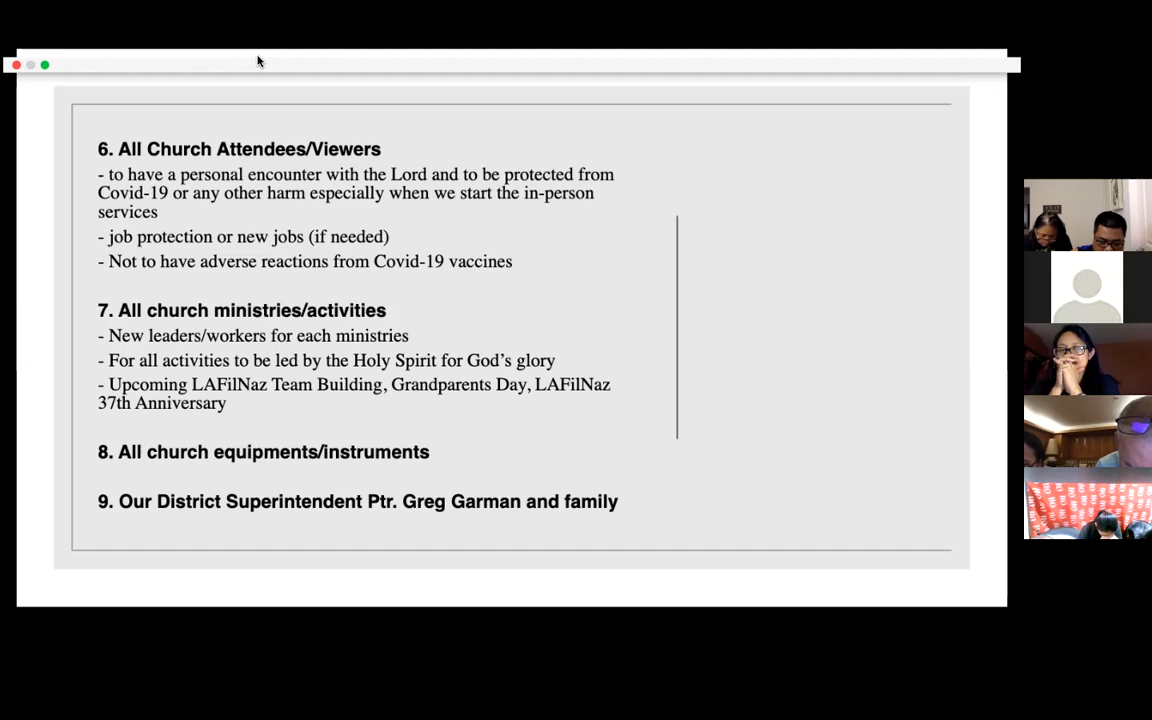 6. All Church Attendees/Viewers
- to have a personal encounter with the Lord and to be protected from
Covid-19 or any other harm especially when we start the in-person
services
- job protection or new jobs (if needed)
- Not to have adverse reactions from Covid-19 vaccines
7. All church ministries/activities
- New leaders/workers for each ministries
- For all activities to be led by the Holy Spirit for God's glory
- Upcoming LAFilNaz Team Building, Grandparents Day, LAFilNaz
37th Anniversary
8. All church equipments/instruments
9. Our District Superintendent Ptr. Greg Garman and family